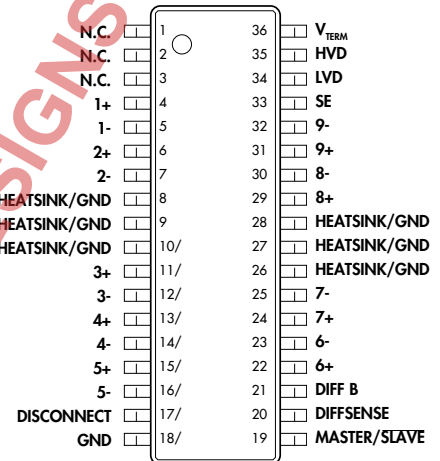 N.C. 1 36 V_TERM
N.C. 2 35 HVD
N.C. 3 34 LVD
1+ 4 33 SE
1- 5 32 9-
2+ 6 31 9+
2- 7 30 8-
HEATSINK/GND 8 29 8+
HEATSINK/GND 9 28 HEATSINK/GND
HEATSINK/GND 10/ 27 HEATSINK/GND
3+ 11/ 26 HEATSINK/GND
3- 12/ 25 7-
4+ 13/ 24 7+
4- 14/ 23 6-
5+ 15/ 22 6+
5- 16/ 21 DIFF B
DISCONNECT 17/ 20 DIFFSENSE
GND 18/ 19 MASTER/SLAVE
SIGNS